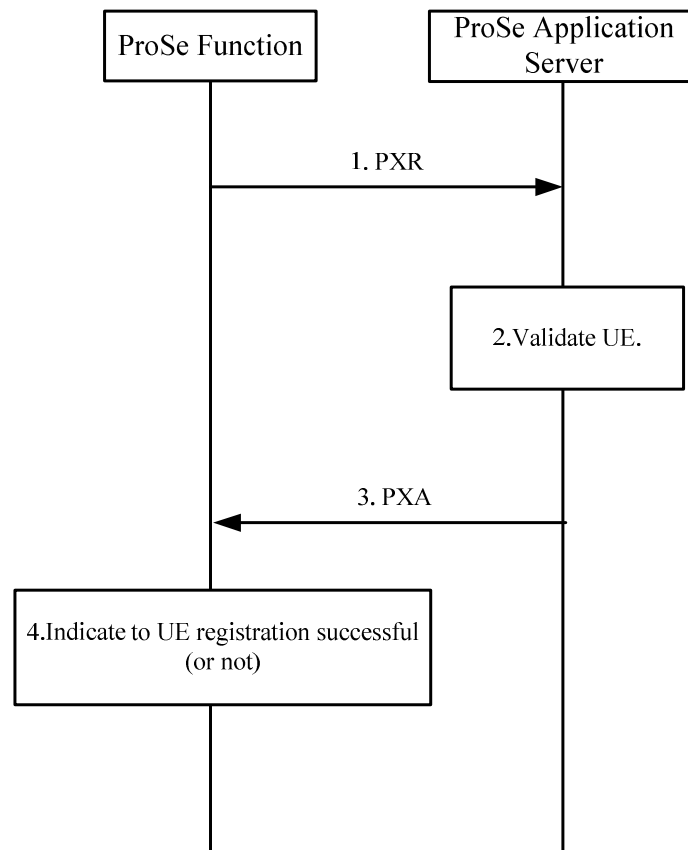 ProSe Function
ProSe Application
Server
1. PXR
2.Validate UE.
3. PXA
4.Indicate to UE registration successful
(or not)